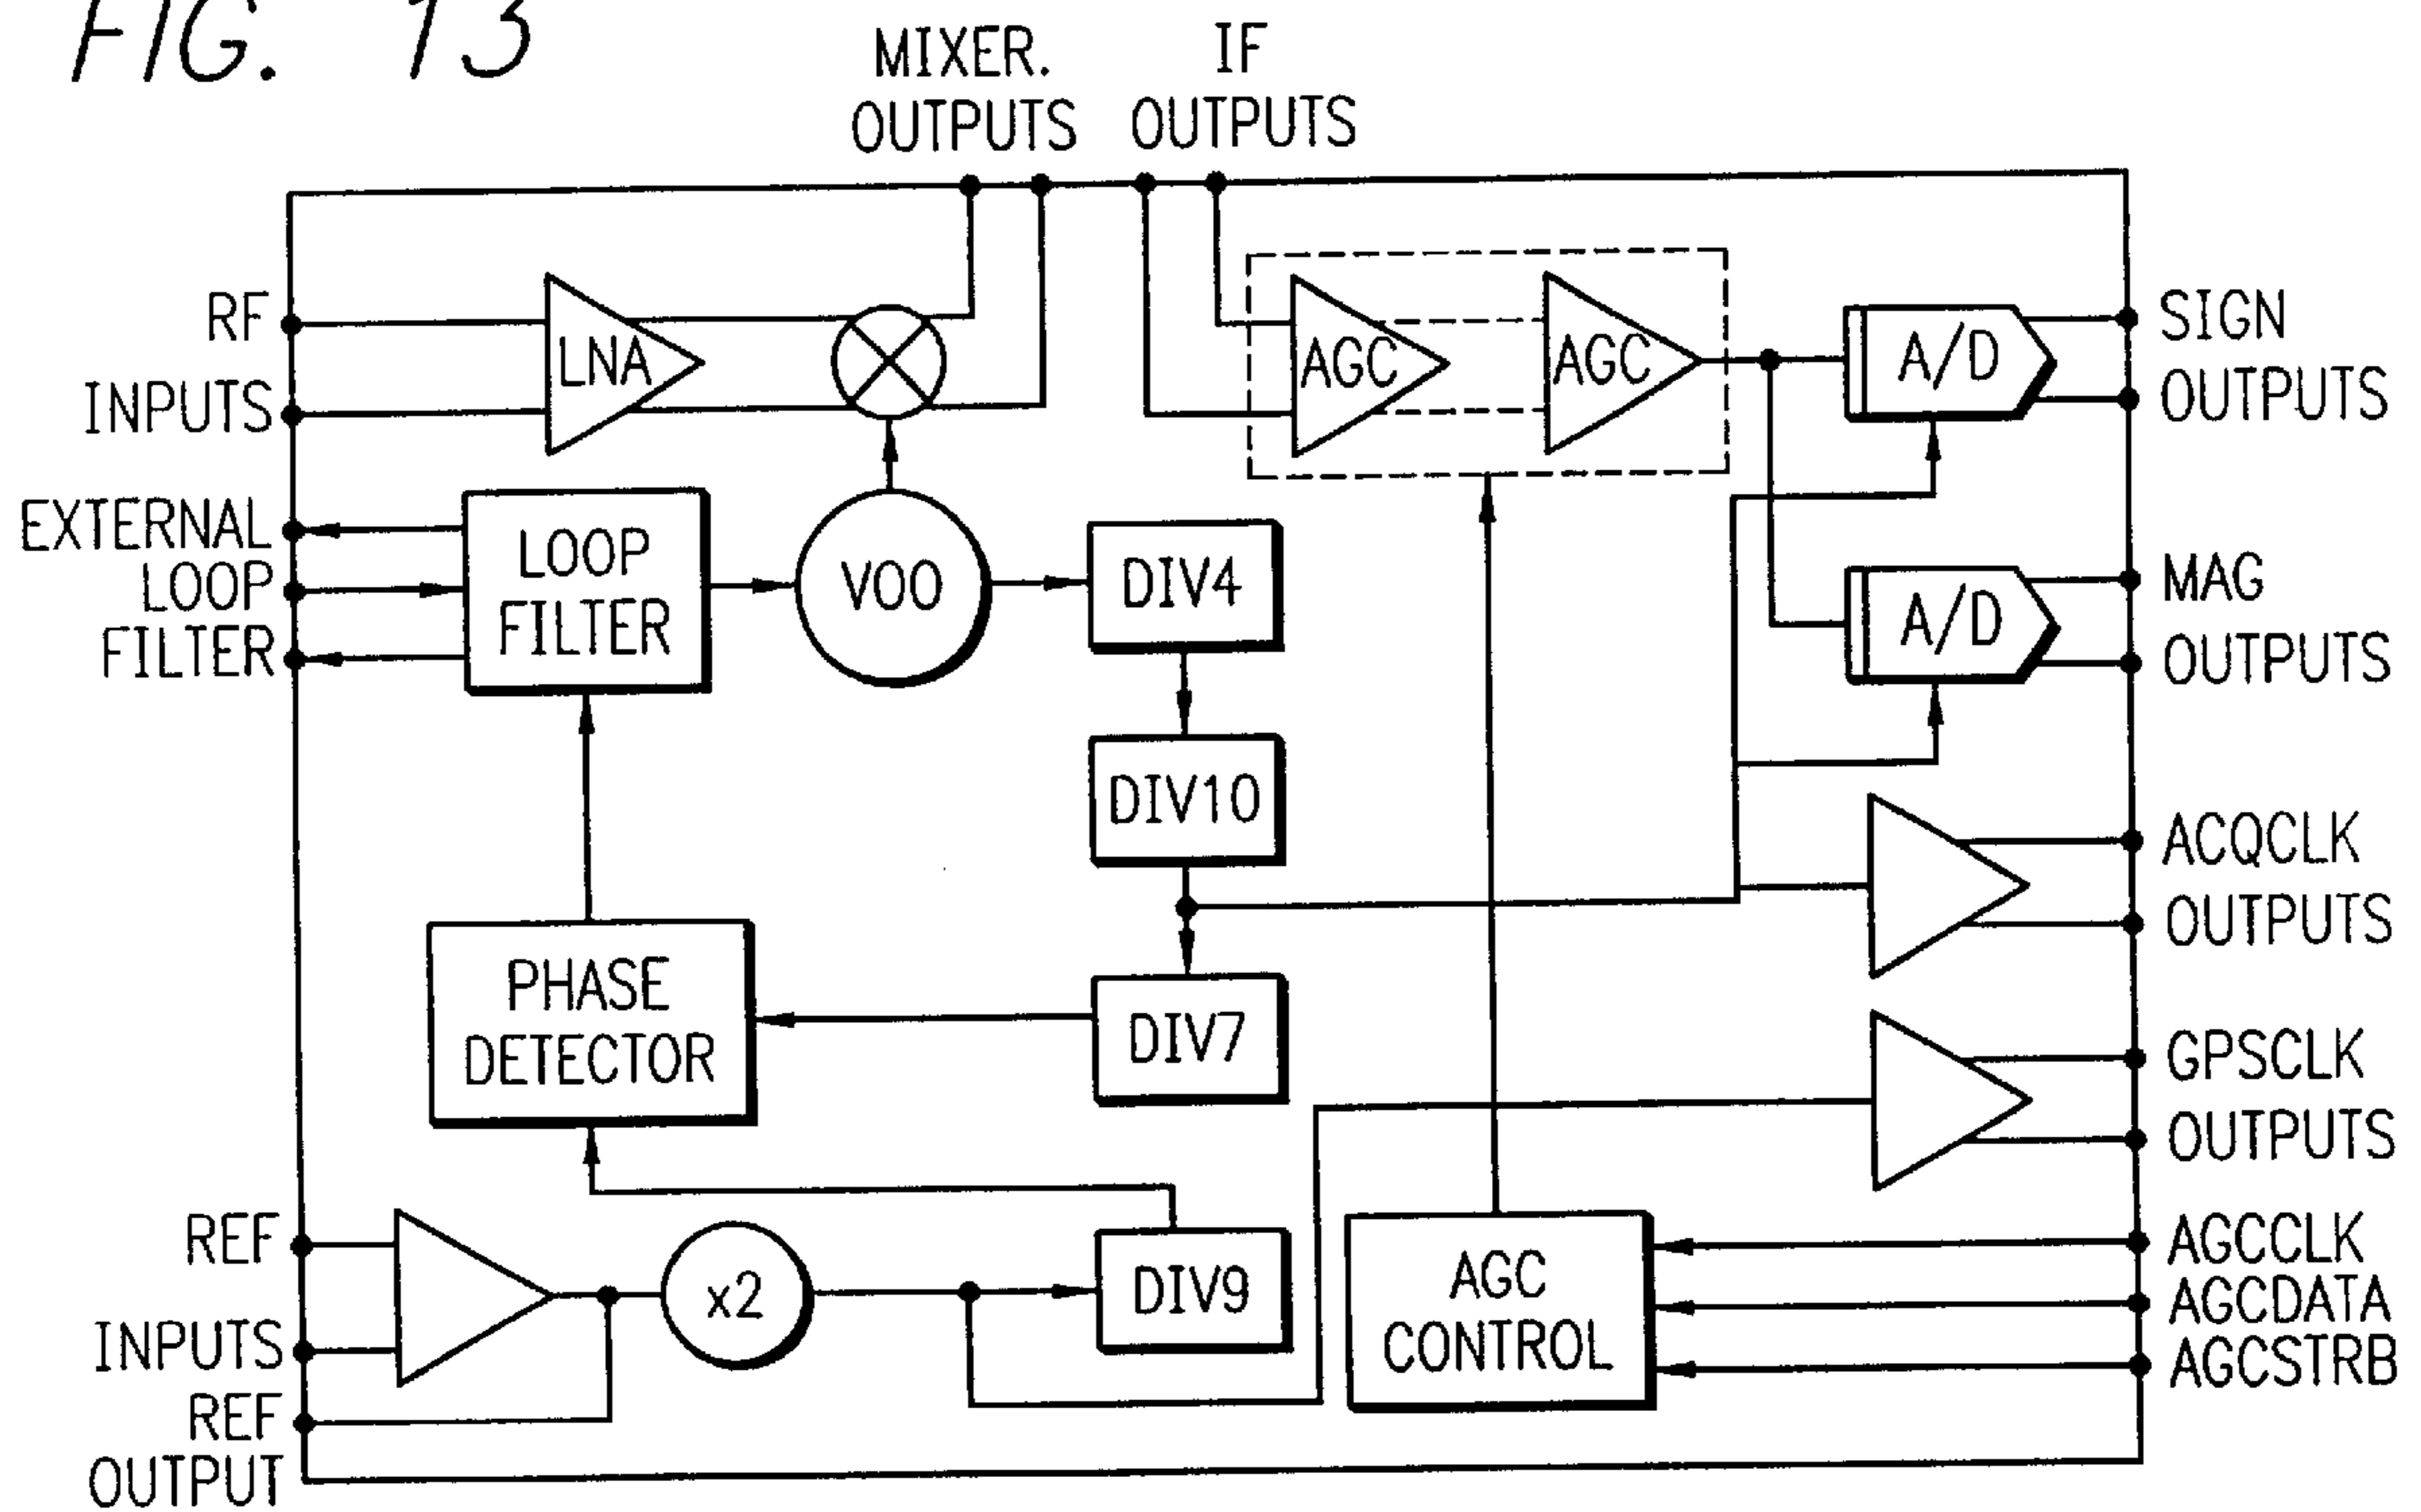 FIG. 13
MIXER.
OUTPUTS
IF
OUTPUTS
RF
INPUTS
LNA
AGC
AGC
A/D
SIGN
OUTPUTS
EXTERNAL
LOOP
FILTER
LOOP
FILTER
VOO
DIV4
A/D
MAG
OUTPUTS
DIV10
ACQCLK
OUTPUTS
PHASE
DETECTOR
DIV7
GPSCLK
OUTPUTS
REF
INPUTS
REF
OUTPUT
x2
DIV9
AGC
CONTROL
AGCCLK
AGCDATA
AGCSTRB